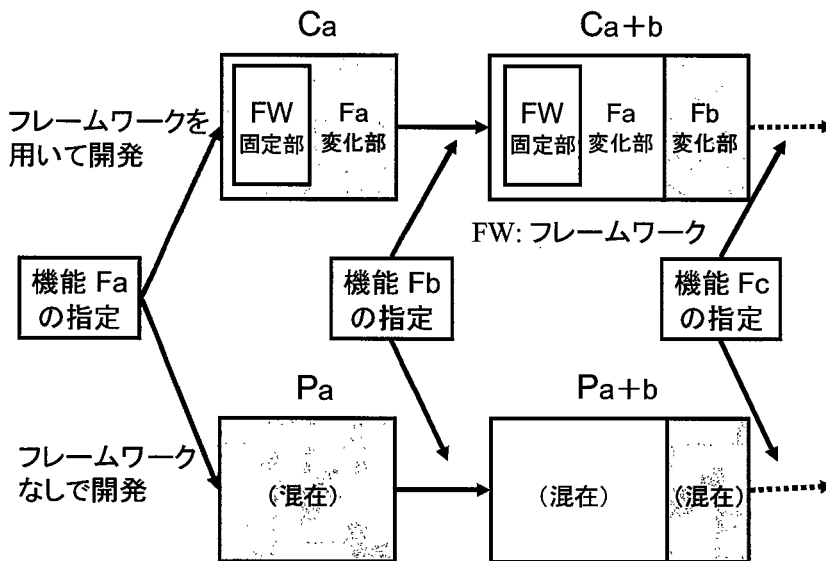 Ca
Ca+b
フレームワークを
用いて開発
FW
固定部
Fa
変化部
FW
固定部
Fa
変化部
Fb
変化部
FW: フレームワーク
機能 Fa
の指定
機能 Fb
の指定
機能 Fc
の指定
Pa
Pa+b
フレームワーク
なしで開発
(混在)
(混在)
(混在)